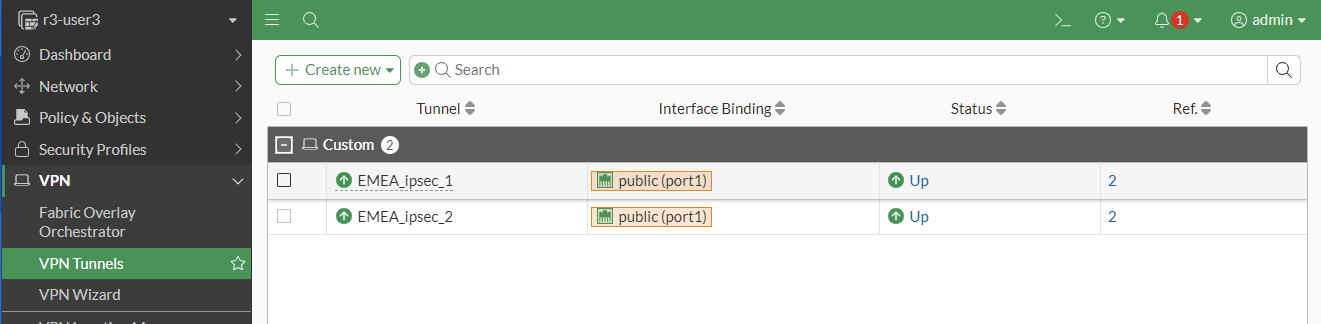 r3-user3
1
admin
Dashboard
Network
Policy & Objects
Security Profiles
VPN
Fabric Overlay
Orchestrator
VPN Tunnels
VPN Wizard
Create new
Search
Tunnel Interface Binding Status Ref.
Custom 2
EMEA_ipsec_1 public (port1) Up 2
EMEA_ipsec_2 public (port1) Up 2